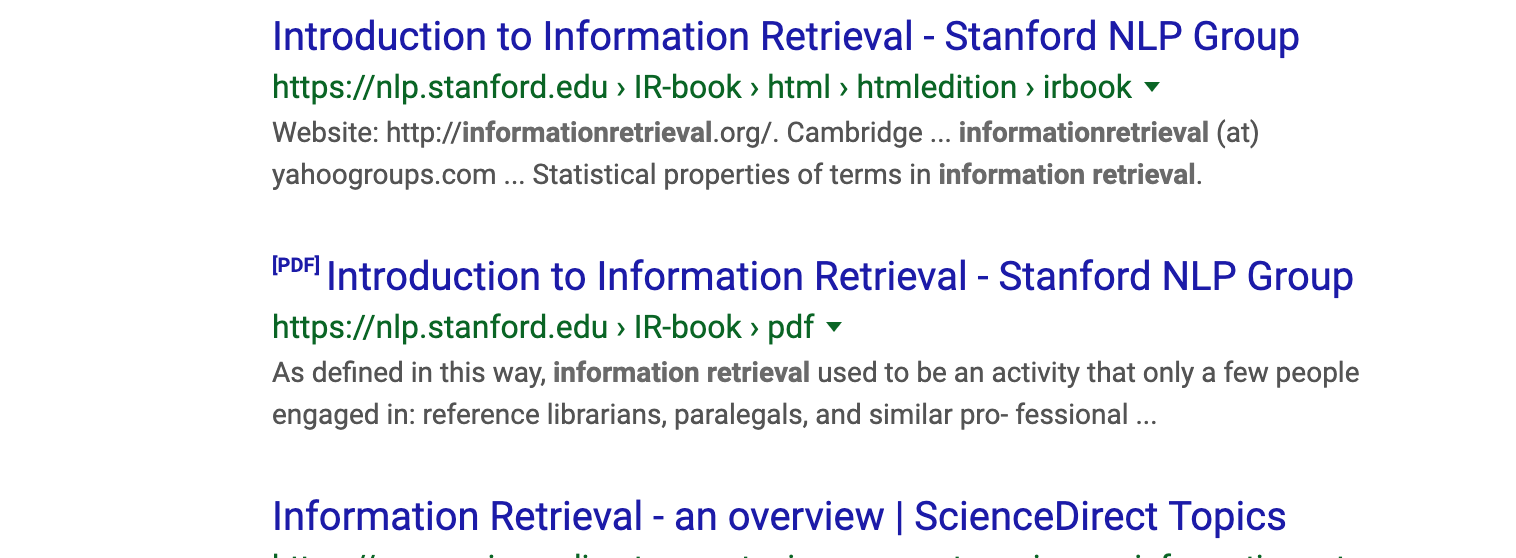 Introduction to Information Retrieval - Stanford NLP Group
https://nlp.stanford.edu › IR-book › html › htmledition › irbook
Website: http://informationretrieval.org/. Cambridge ... informationretrieval (at)
yahoogroups.com ... Statistical properties of terms in information retrieval.
[PDF] Introduction to Information Retrieval - Stanford NLP Group
https://nlp.stanford.edu › IR-book › pdf
As defined in this way, information retrieval used to be an activity that only a few people
engaged in: reference librarians, paralegals, and similar pro- fessional ...
Information Retrieval - an overview | ScienceDirect Topics